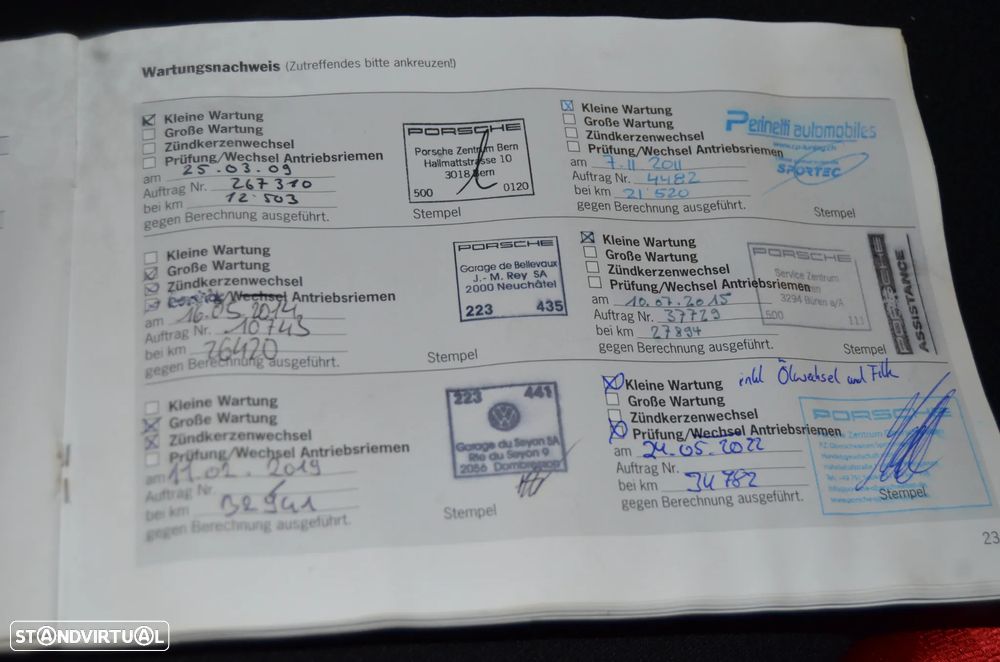 Wartungsnachweis (Zutreffendes bitte ankreuzen!)
Kleine Wartung
Große Wartung
Zündkerzenwechsel
Prüfung/Wechsel Antriebsriemen
am 25.03.09
Auftrag Nr. 267310
bei km 12'503
gegen Berechnung ausgeführt.
PORSCHE
Porsche Zentrum Bern
Hallmattstrasse 10
3018 Bern
500 0120
Stempel
Kleine Wartung
Große Wartung
Zündkerzenwechsel
Prüfung/Wechsel Antriebsriemen
am 7.11 2011
Auftrag Nr. 4482
bei km 21'520
gegen Berechnung ausgeführt.
Perinetti automobiles
SPORTEC
Stempel
Kleine Wartung
Große Wartung
Zündkerzenwechsel
Wechsel Antriebsriemen
am 16.05.2014
Auftrag Nr. 10743
bei km 26420
gegen Berechnung ausgeführt.
PORSCHE
Garage de Bellevaux
J.- M. Rey SA
2000 Neuchâtel
223 435
Stempel
Kleine Wartung
Große Wartung
Zündkerzenwechsel
Prüfung/Wechsel Antriebsriemen
am 10.07.2015
Auftrag Nr. 37729
bei km 27894
gegen Berechnung ausgeführt.
PORSCHE
Service Zentrum
3294 Büren a/A
500
Stempel
ASSISTANCE
Kleine Wartung
Große Wartung
Zündkerzenwechsel
Prüfung/Wechsel Antriebsriemen
am 11.02.2019
Auftrag Nr.
bei km 32941
gegen Berechnung ausgeführt.
223 441
Garage du Seyon SA
Rte du Seyon 9
2056 Dombresson
Stempel
Kleine Wartung inkl Ölwechsel und Filter
Große Wartung
Zündkerzenwechsel
Prüfung/Wechsel Antriebsriemen
am 24.05.2022
Auftrag Nr.
bei km 34782
gegen Berechnung ausgeführt.
PORSCHE
Stempel
23
STANDVIRTUAL